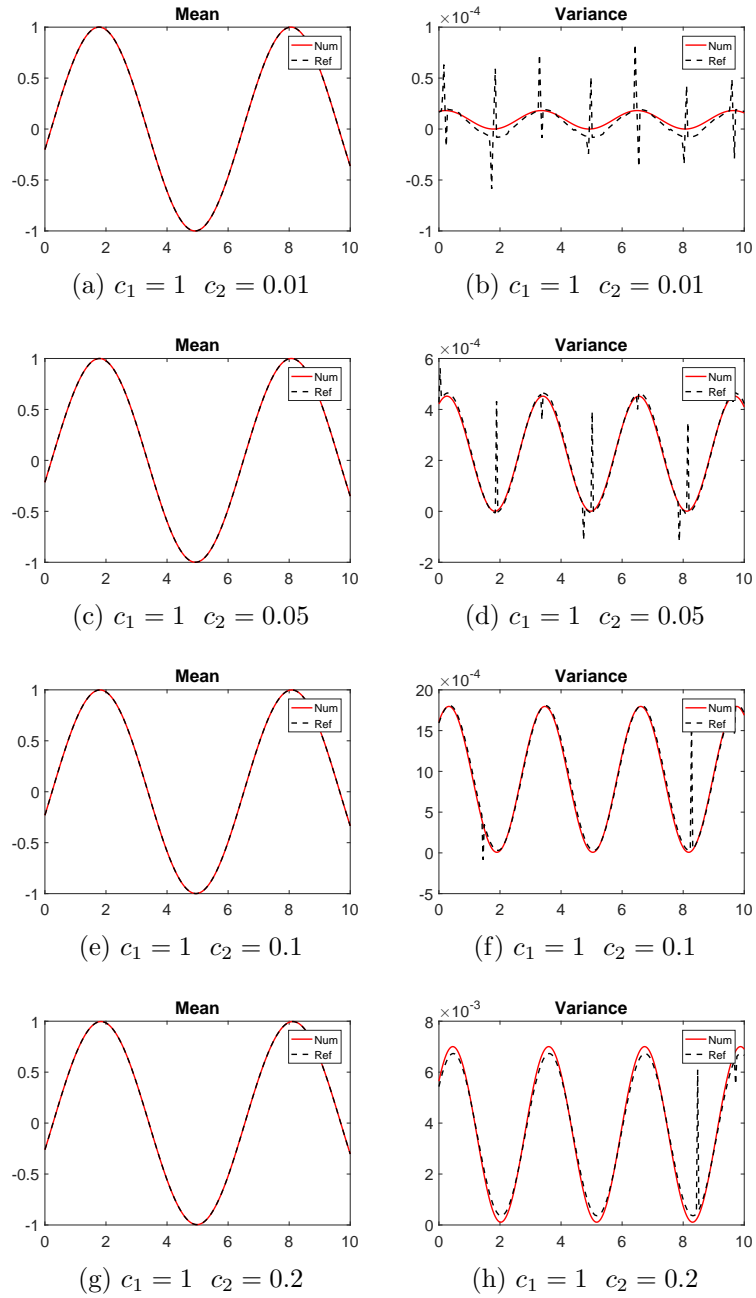 Mean
1
0.5
0
-0.5
-1
0 2 4 6 8 10
Num
Ref
(a) c₁ = 1 c₂ = 0.01
Variance
×10⁻⁴
1
0.5
0
-0.5
-1
0 2 4 6 8 10
Num
Ref
(b) c₁ = 1 c₂ = 0.01
Mean
1
0.5
0
-0.5
-1
0 2 4 6 8 10
Num
Ref
(c) c₁ = 1 c₂ = 0.05
Variance
×10⁻⁴
6
4
2
0
-2
0 2 4 6 8 10
Num
Ref
(d) c₁ = 1 c₂ = 0.05
Mean
1
0.5
0
-0.5
-1
0 2 4 6 8 10
Num
Ref
(e) c₁ = 1 c₂ = 0.1
Variance
×10⁻⁴
20
15
10
5
0
-5
0 2 4 6 8 10
Num
Ref
(f) c₁ = 1 c₂ = 0.1
Mean
1
0.5
0
-0.5
-1
0 2 4 6 8 10
Num
Ref
(g) c₁ = 1 c₂ = 0.2
Variance
×10⁻³
8
6
4
2
0
0 2 4 6 8 10
Num
Ref
(h) c₁ = 1 c₂ = 0.2